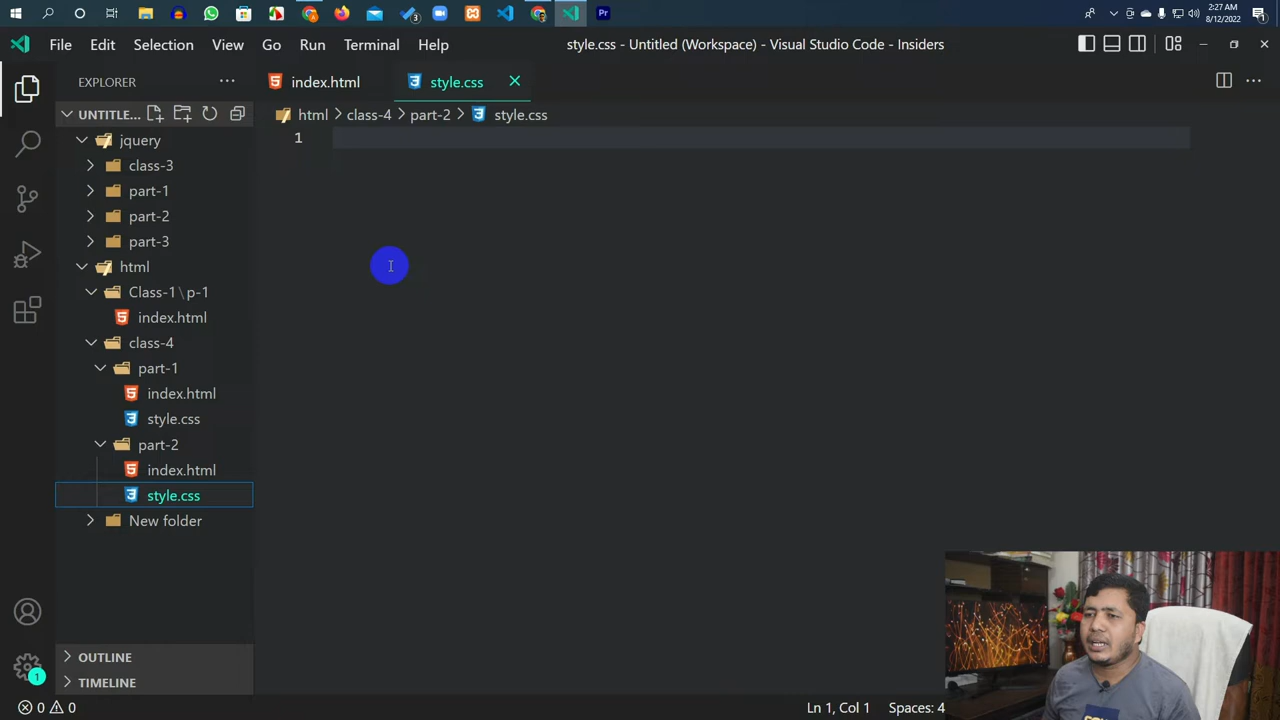 2:27 AM
8/12/2022
3
1
File Edit Selection View Go Run Terminal Help
style.css - Untitled (Workspace) - Visual Studio Code - Insiders
EXPLORER
index.html
style.css
UNTITLE...
html > class-4 > part-2 > style.css
1
jquery
class-3
part-1
part-2
part-3
html
Class-1\p-1
index.html
class-4
part-1
index.html
style.css
part-2
index.html
style.css
New folder
OUTLINE
TIMELINE
1
0 0
Ln 1, Col 1
Spaces: 4